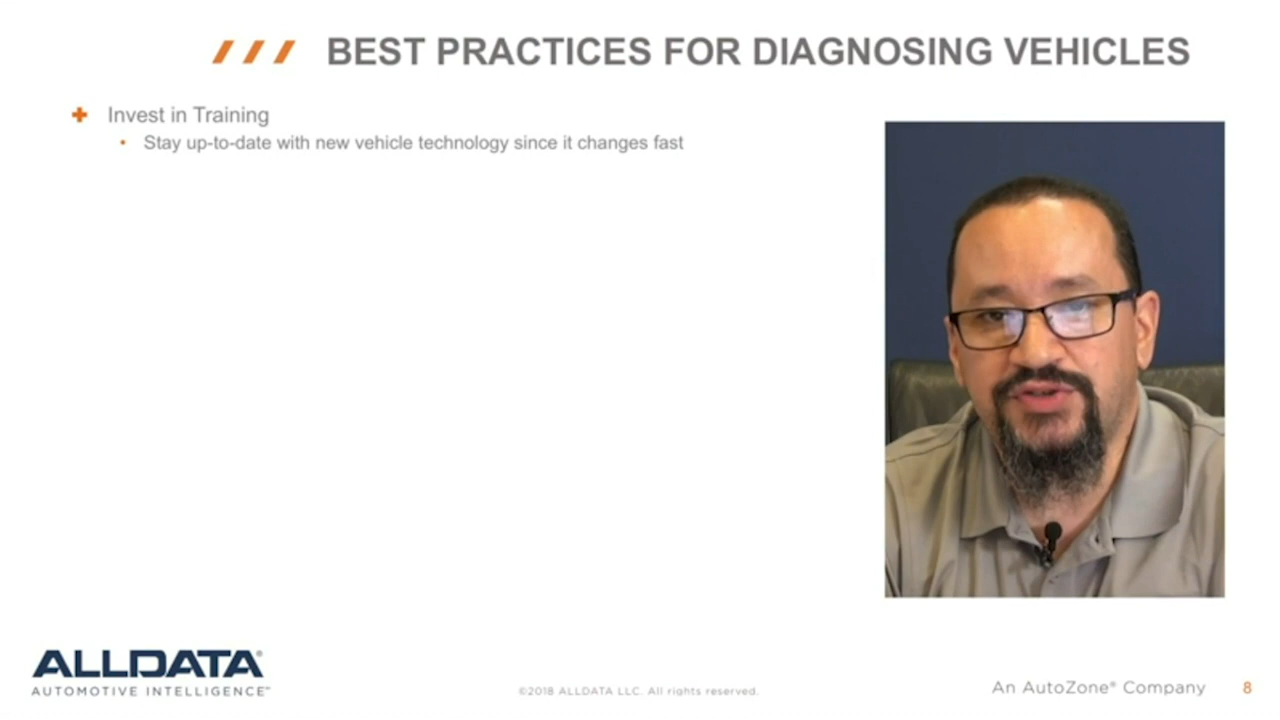 BEST PRACTICES FOR DIAGNOSING VEHICLES
Invest in Training
• Stay up-to-date with new vehicle technology since it changes fast
ALLDATA®
AUTOMOTIVE INTELLIGENCE™
©2018 ALLDATA LLC. All rights reserved.
An AutoZone® Company
8